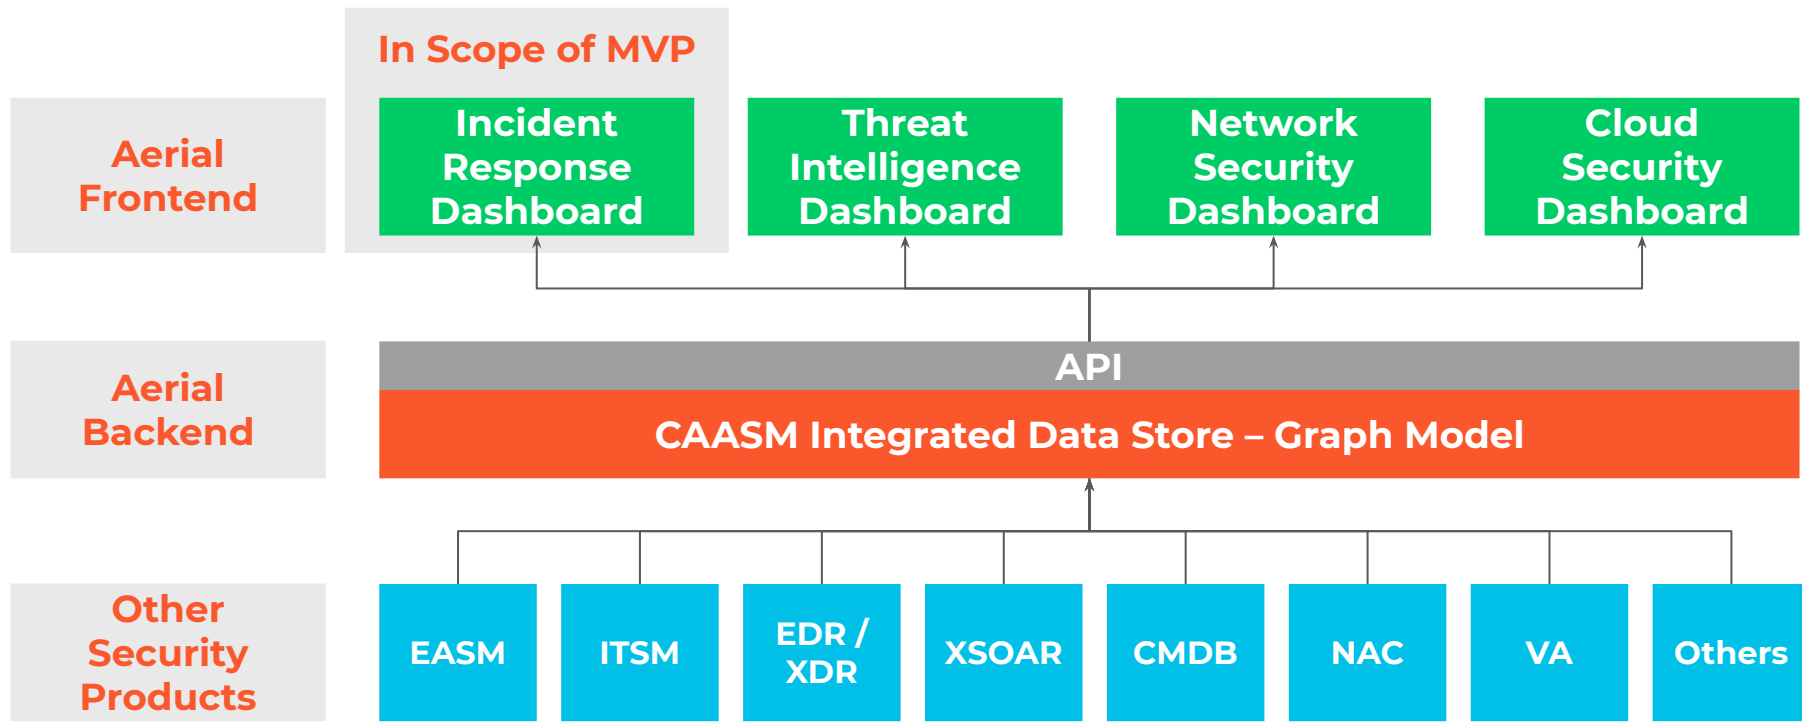 In Scope of MVP
Aerial
Frontend
Incident
Response
Dashboard
Threat
Intelligence
Dashboard
Network
Security
Dashboard
Cloud
Security
Dashboard
Aerial
Backend
API
CAASM Integrated Data Store – Graph Model
Other
Security
Products
EASM
ITSM
EDR /
XDR
XSOAR
CMDB
NAC
VA
Others